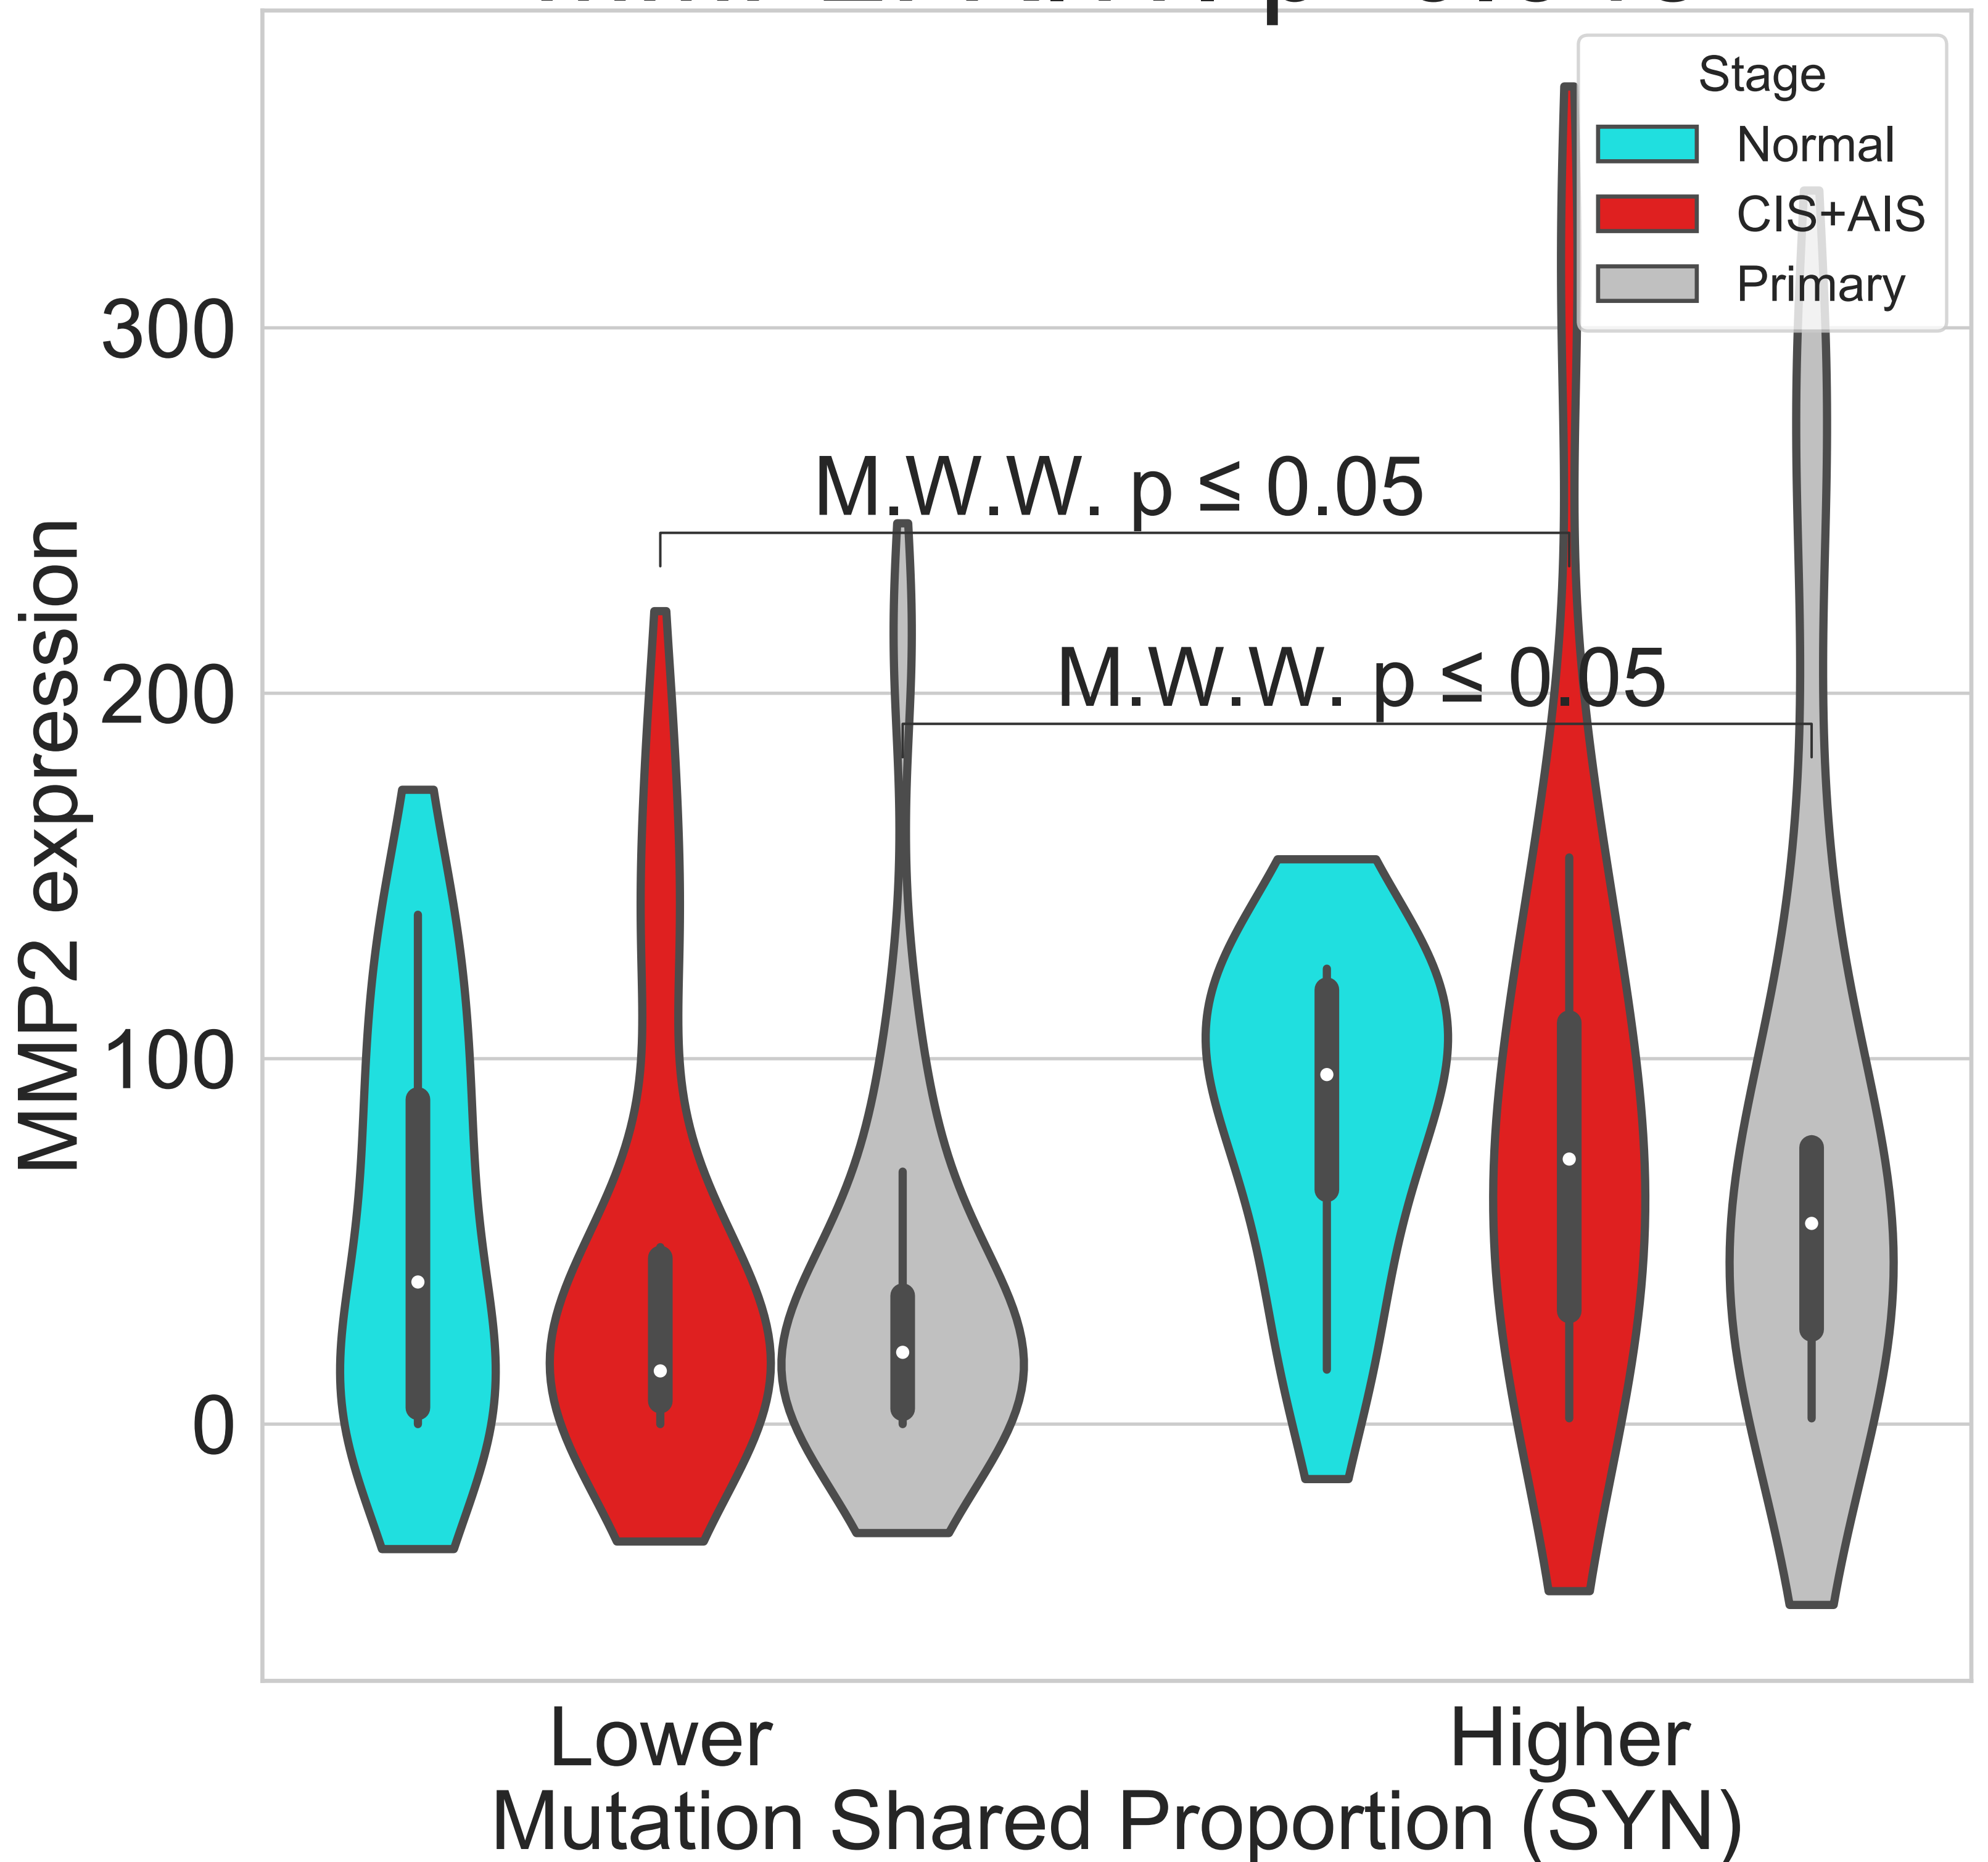 Stage
Normal
CIS+AIS
Primary
300
200
100
0
MMP2 expression
M.W.W. p ≤ 0.05
M.W.W. p ≤ 0.05
Lower
Higher
Mutation Shared Proportion (SYN)